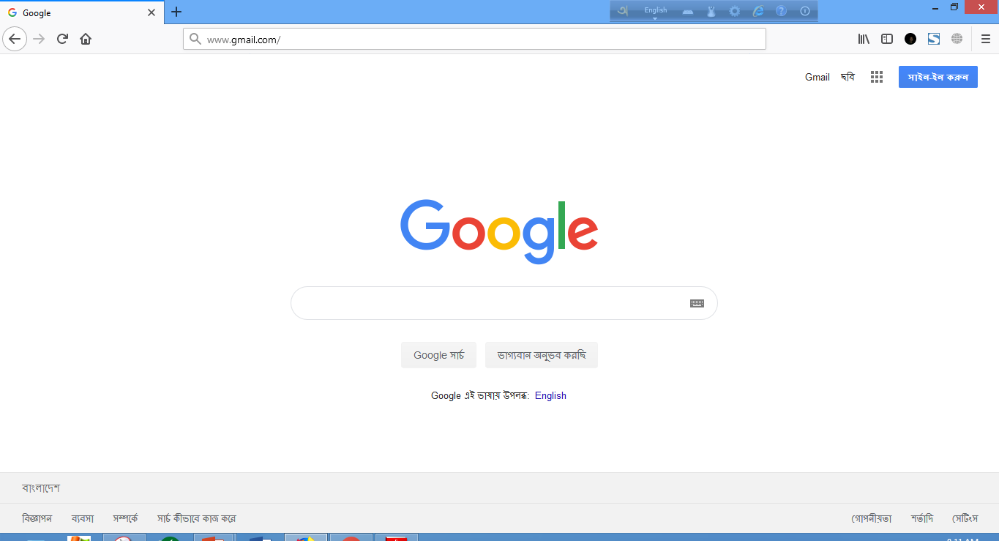 Google
English
www.gmail.com/
Gmail ছবি সাইন-ইন করুন
Google
Google সার্চ ভাগ্যবান অনুভব করছি
Google এই ভাষায় উপলব্ধ: English
বাংলাদেশ
বিজ্ঞাপন ব্যবসা সম্পর্কে সার্চ কীভাবে কাজ করে গোপনীয়তা শর্তাদি সেটিংস